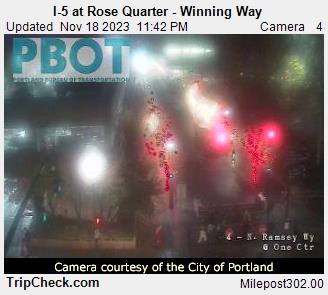 I-5 at Rose Quarter - Winning Way
Updated Nov 18 2023 11:42 PM Camera 4
PBOT
PORTLAND BUREAU OF TRANSPORTATION
4 - N. Ramsey Wy
@ One Ctr
Camera courtesy of the City of Portland
TripCheck.com Milepost302.00